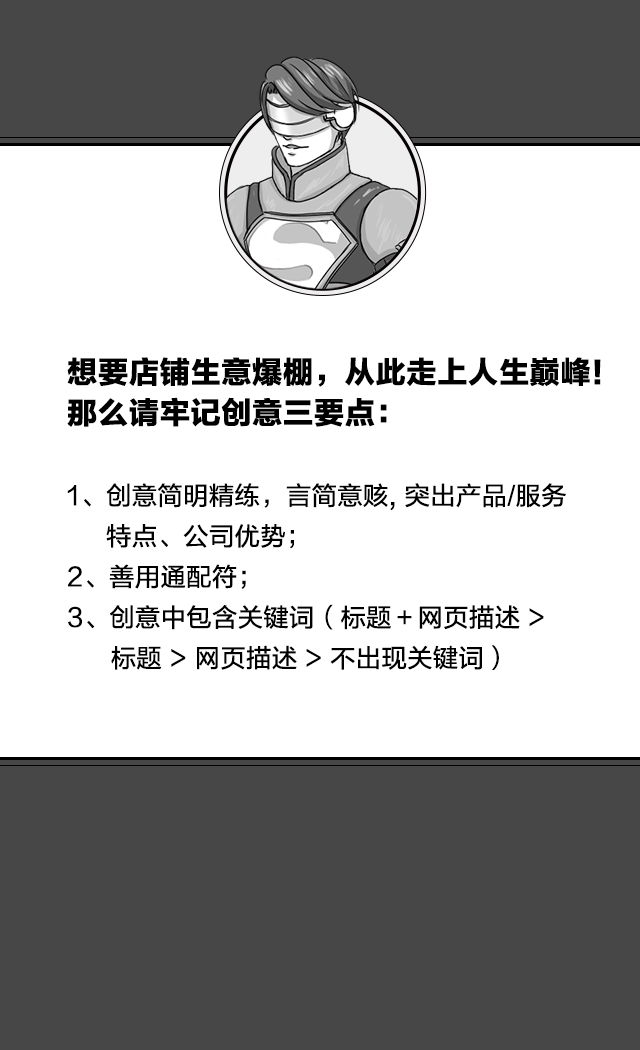 想要店铺生意爆棚，从此走上人生巅峰!
那么请牢记创意三要点：
1、创意简明精练，言简意赅, 突出产品/服务
特点、公司优势；
2、善用通配符；
3、创意中包含关键词（标题＋网页描述 >
标题 > 网页描述 > 不出现关键词）